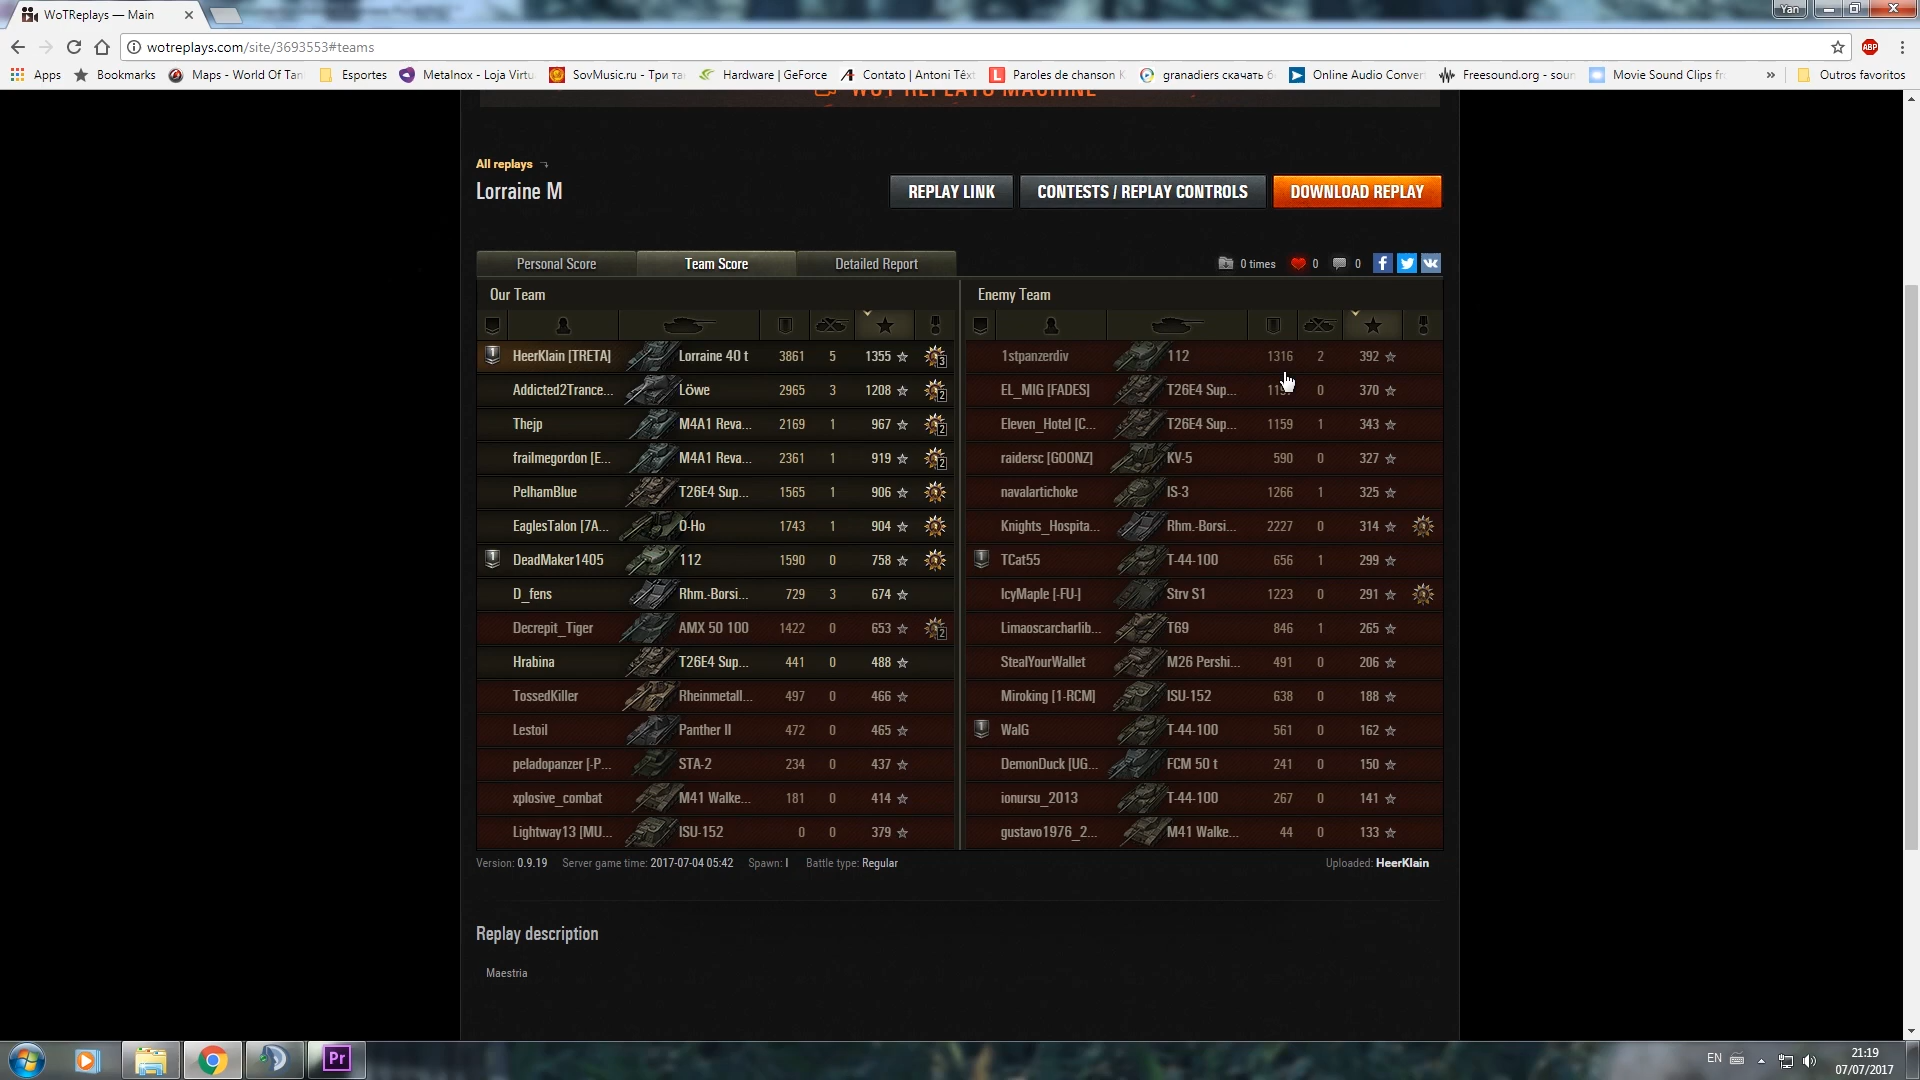 WoTReplays — Main
Yan
wotreplays.com/site/3693553#teams
ABP
Apps Bookmarks Maps - World Of Tan Esportes Metalnox - Loja Virtu SovMusic.ru - Три та Hardware | GeForce Contato | Antoni Têxt Paroles de chanson K granadiers скачать бе Online Audio Conver Freesound.org - soun Movie Sound Clips fr » Outros favoritos
WOT REPLAYS MACHINE
All replays
Lorraine M
REPLAY LINK CONTESTS / REPLAY CONTROLS DOWNLOAD REPLAY
Personal Score Team Score Detailed Report 0 times 0 0
Our Team Enemy Team
HeerKlain [TRETA] Lorraine 40 t 3861 5 1355 3 1stpanzerdiv 112 1316 2 392
Addicted2Trance... Löwe 2965 3 1208 2 EL_MIG [FADES] T26E4 Sup... 0 370
Thejp M4A1 Reva... 2169 1 967 2 Eleven_Hotel [C... T26E4 Sup... 1159 1 343
frailmegordon [E... M4A1 Reva... 2361 1 919 2 raidersc [GOONZ] KV-5 590 0 327
PelhamBlue T26E4 Sup... 1565 1 906 navalartichoke IS-3 1266 1 325
EaglesTalon [7A... O-Ho 1743 1 904 Knights_Hospita... Rhm.-Borsi... 2227 0 314
DeadMaker1405 112 1590 0 758 TCat55 T-44-100 656 1 299
D_fens Rhm.-Borsi... 729 3 674 IcyMaple [-FU-] Strv S1 1223 0 291
Decrepit_Tiger AMX 50 100 1422 0 653 2 Limaoscarcharlib... T69 846 1 265
Hrabina T26E4 Sup... 441 0 488 StealYourWallet M26 Pershi... 491 0 206
TossedKiller Rheinmetall... 497 0 466 Miroking [1-RCM] ISU-152 638 0 188
Lestoil Panther II 472 0 465 WalG T-44-100 561 0 162
peladopanzer [-P... STA-2 234 0 437 DemonDuck [UG... FCM 50 t 241 0 150
xplosive_combat M41 Walke... 181 0 414 ionursu_2013 T-44-100 267 0 141
Lightway13 [MU... ISU-152 0 0 379 gustavo1976_2... M41 Walke... 44 0 133
Version: 0.9.19 Server game time: 2017-07-04 05:42 Spawn: I Battle type: Regular Uploaded: HeerKlain
Replay description
Maestria
Pr
EN
21:19
07/07/2017